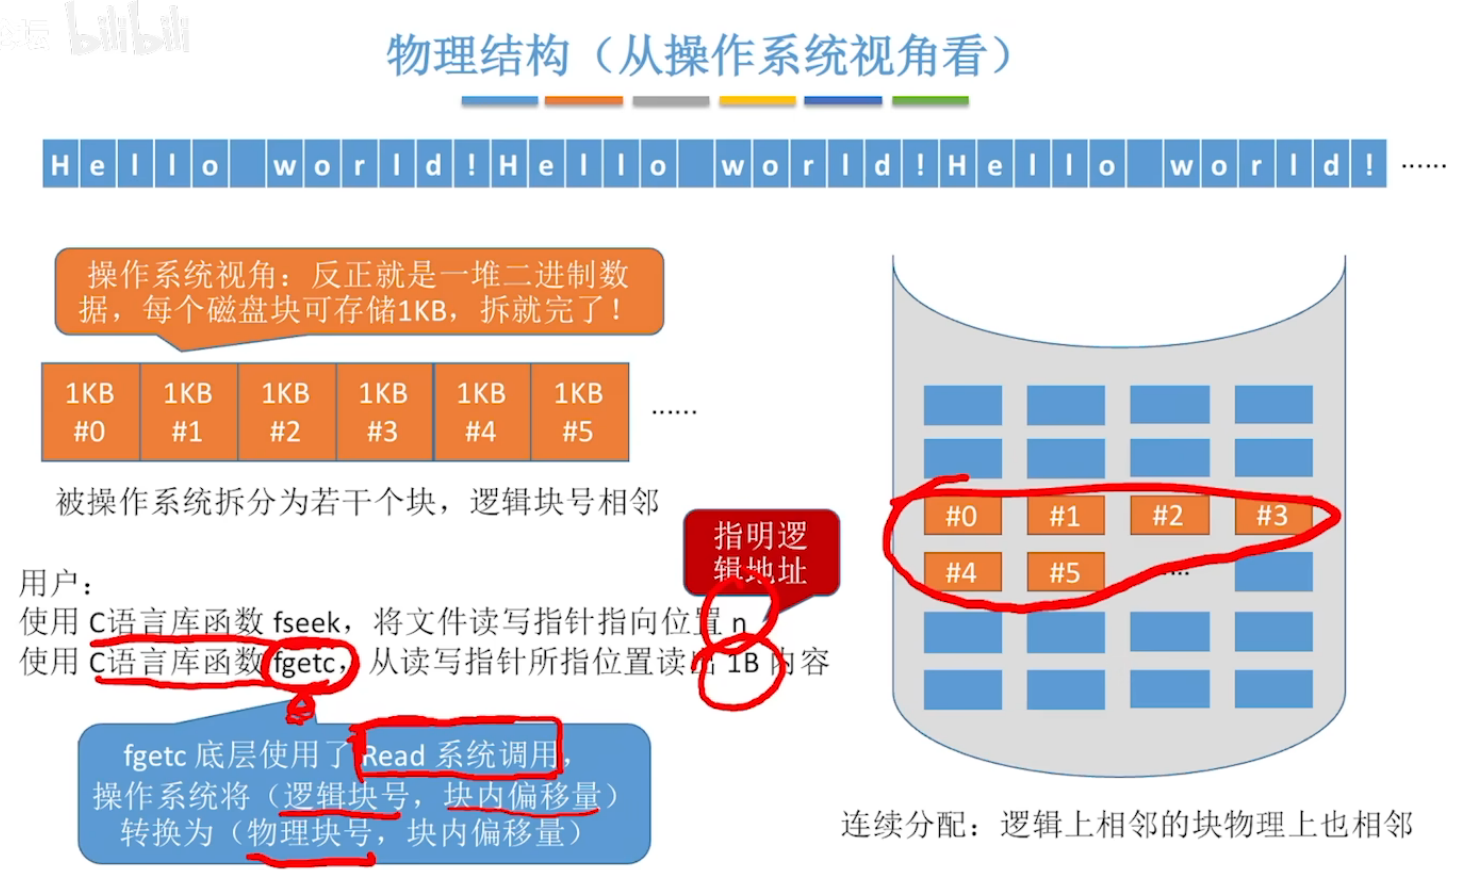 bilibili
物理结构（从操作系统视角看）
Hello world!Hello world!Hello world! ……
操作系统视角：反正就是一堆二进制数
据，每个磁盘块可存储1KB，拆就完了！
1KB 1KB 1KB 1KB 1KB 1KB
#0 #1 #2 #3 #4 #5 ……
被操作系统拆分为若干个块，逻辑块号相邻
指明逻
辑地址
用户：
使用 C语言库函数 fseek，将文件读写指针指向位置 n
使用 C语言库函数 fgetc，从读写指针所指位置读出 1B 内容
fgetc 底层使用了 Read 系统调用，
操作系统将（逻辑块号，块内偏移量）
转换为（物理块号，块内偏移量）
#0 #1 #2 #3
#4 #5 ……
连续分配：逻辑上相邻的块物理上也相邻